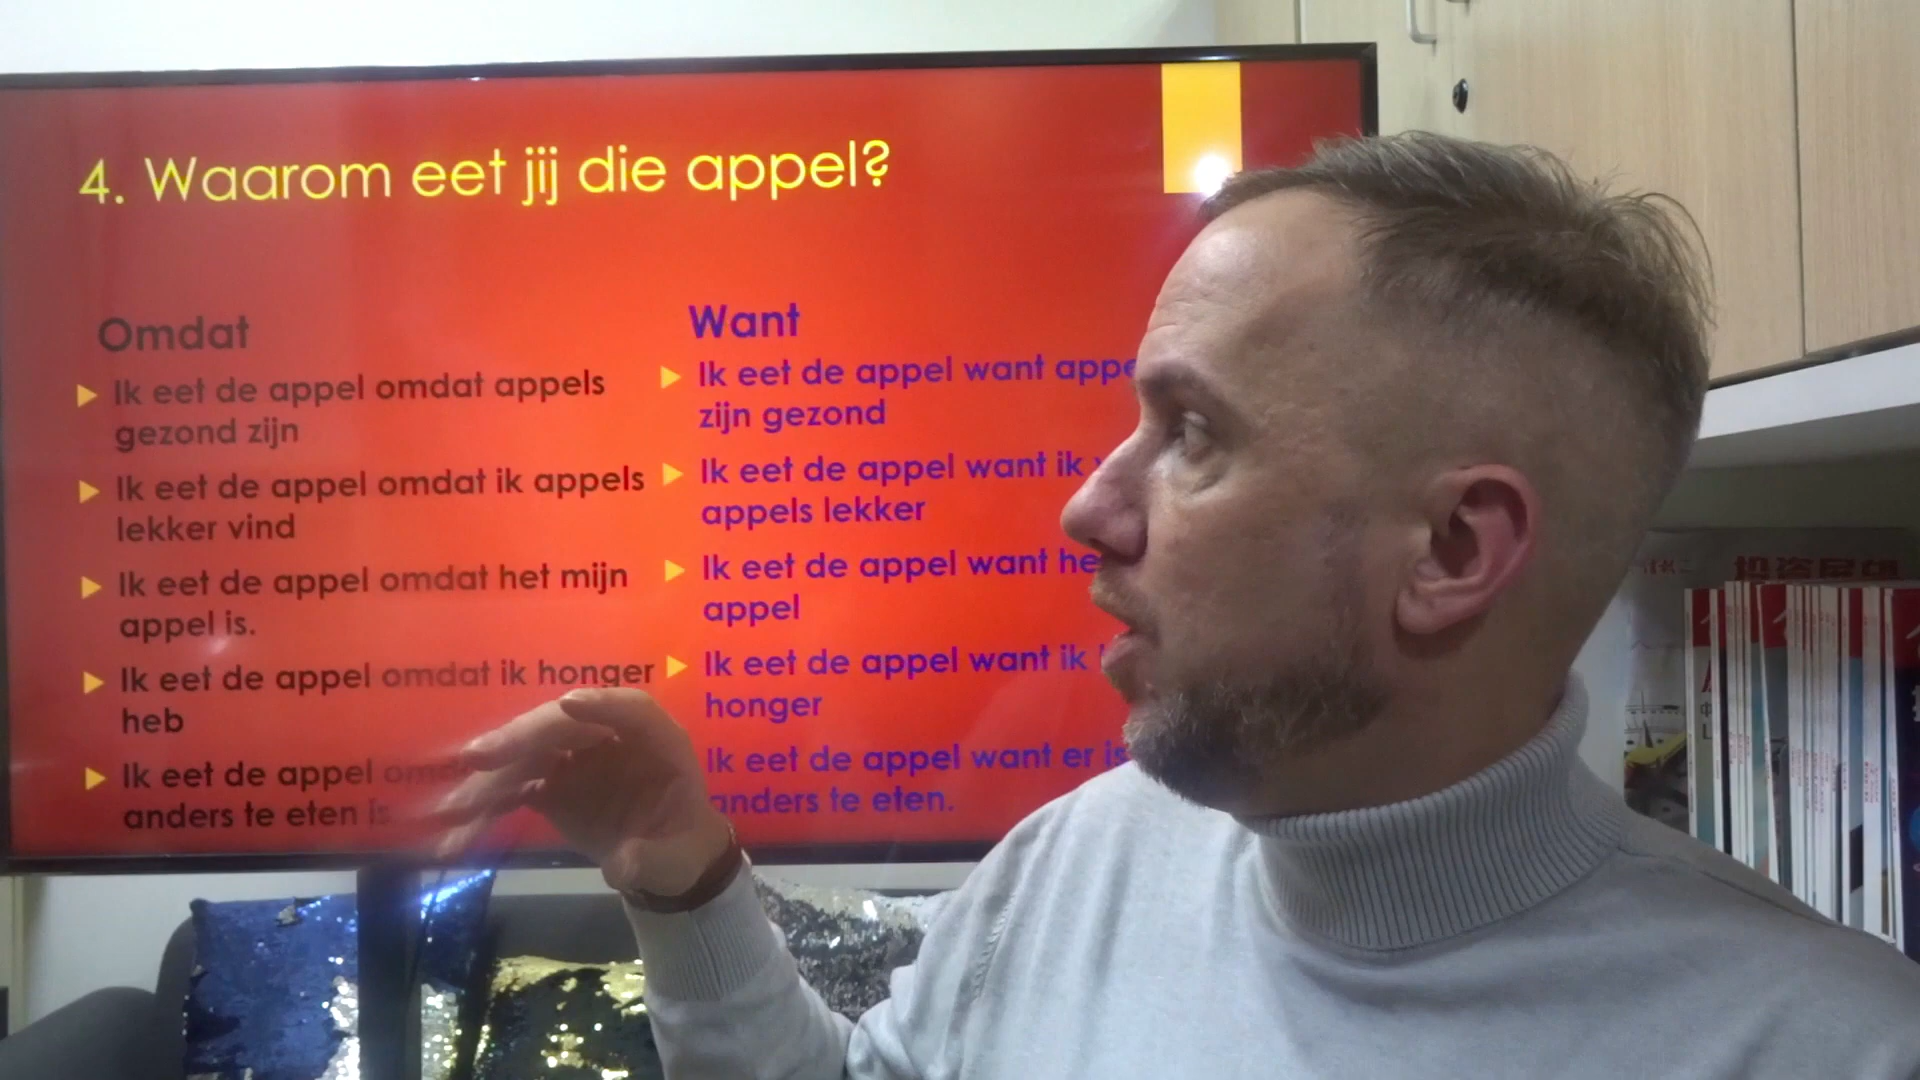 4. Waarom eet jij die appel?
Omdat
Ik eet de appel omdat appels
gezond zijn
Ik eet de appel omdat ik appels
lekker vind
Ik eet de appel omdat het mijn
appel is.
Ik eet de appel omdat ik honger
heb
Ik eet de appel
anders te eten is
Want
Ik eet de appel want
zijn gezond
Ik eet de appel want ik
appels lekker
Ik eet de appel want
appel
Ik eet de appel want ik
honger
Ik eet de appel want er is
anders te eten.